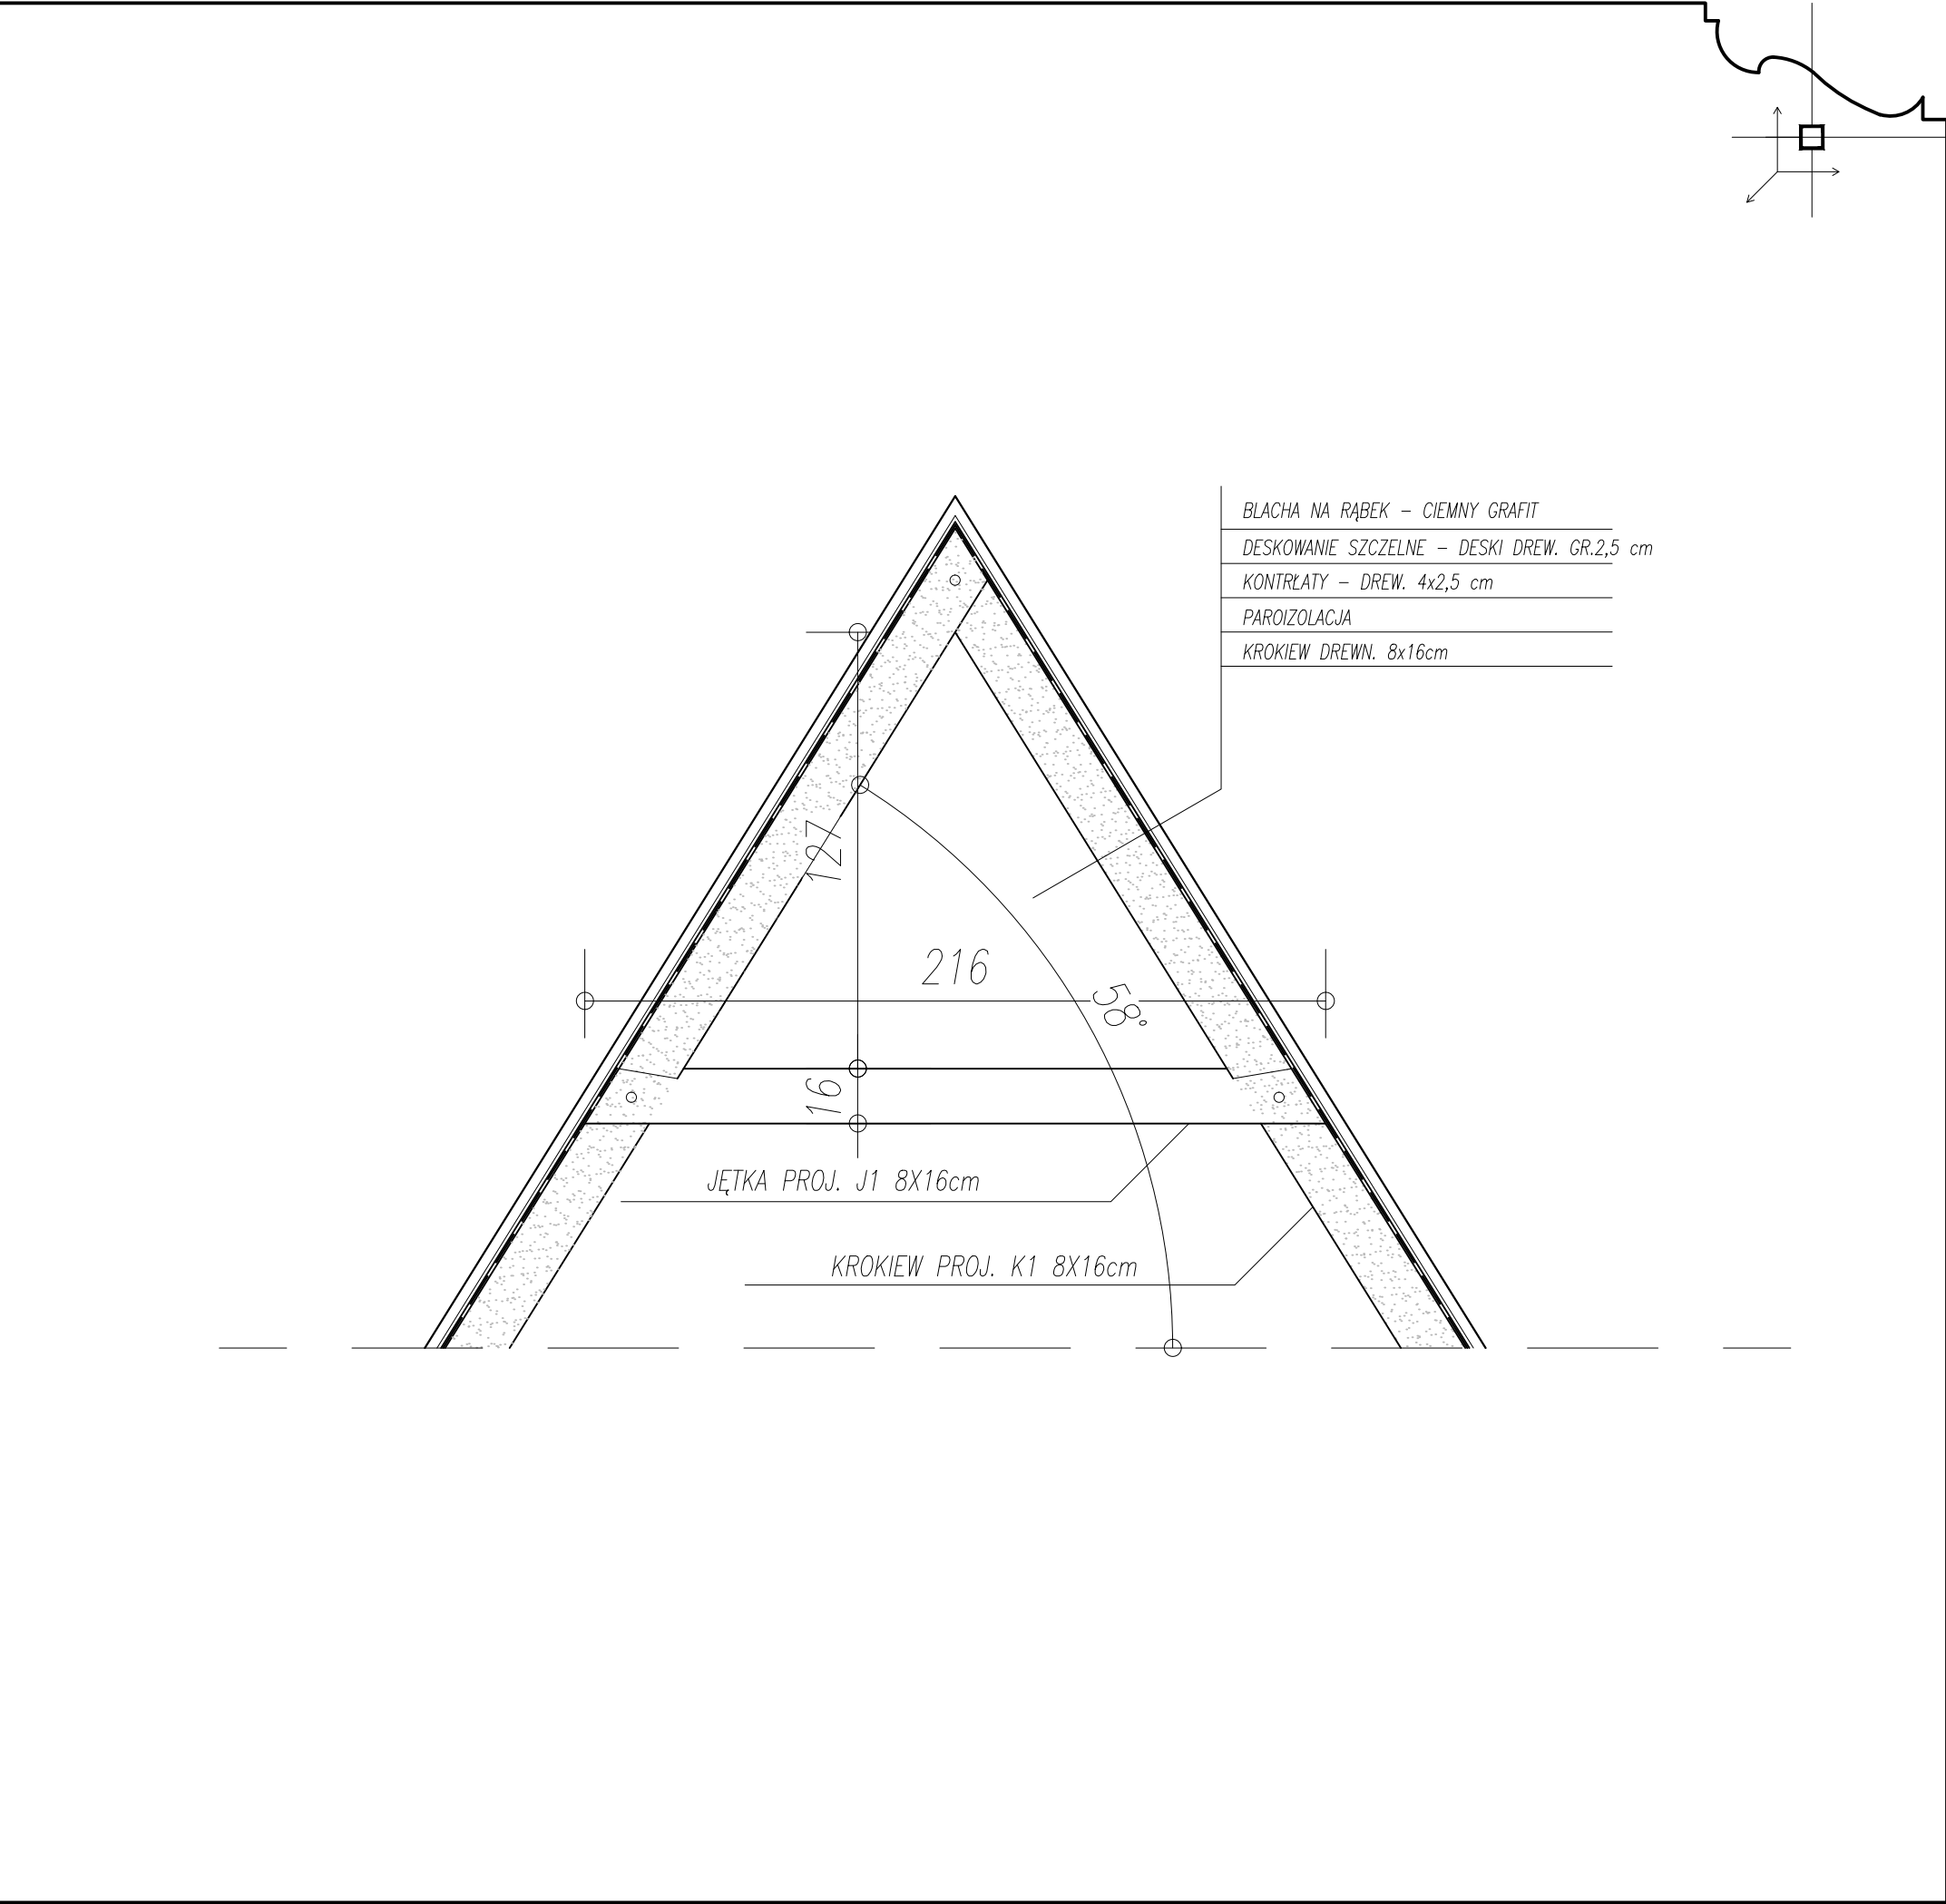 BLACHA NA RĄBEK – CIEMNY GRAFIT
DESKOWANIE SZCZELNE – DESKI DREW. GR.2,5 cm
KONTRŁATY – DREW. 4x2,5 cm
PAROIZOLACJA
KROKIEW DREWN. 8x16cm
127
216
58°
16
JĘTKA PROJ. J1 8X16cm
KROKIEW PROJ. K1 8X16cm